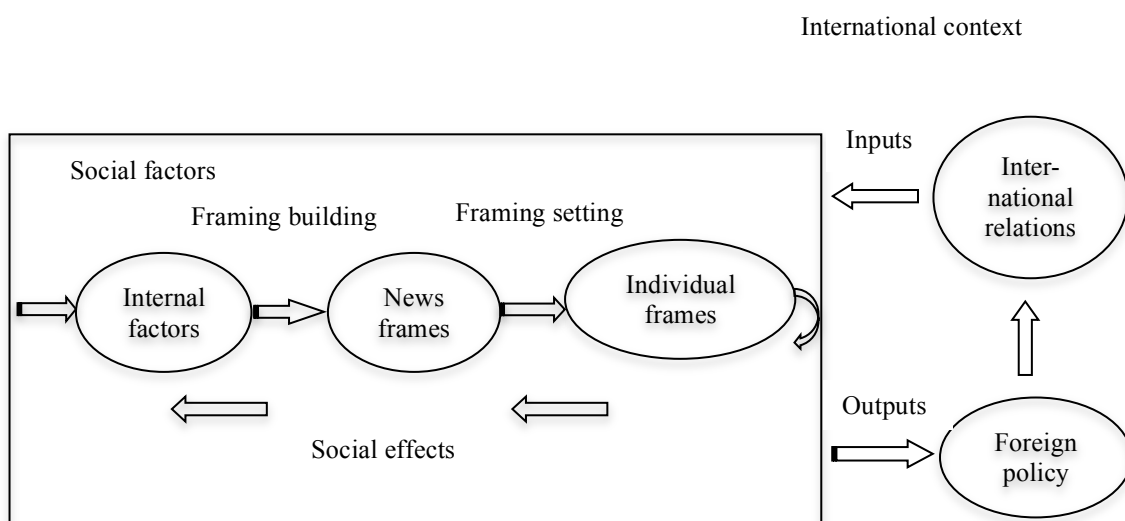 International context
Inputs
Inter-
national
relations
Social factors
Framing building
Framing setting
Internal
factors
News
frames
Individual
frames
Social effects
Outputs
Foreign
policy